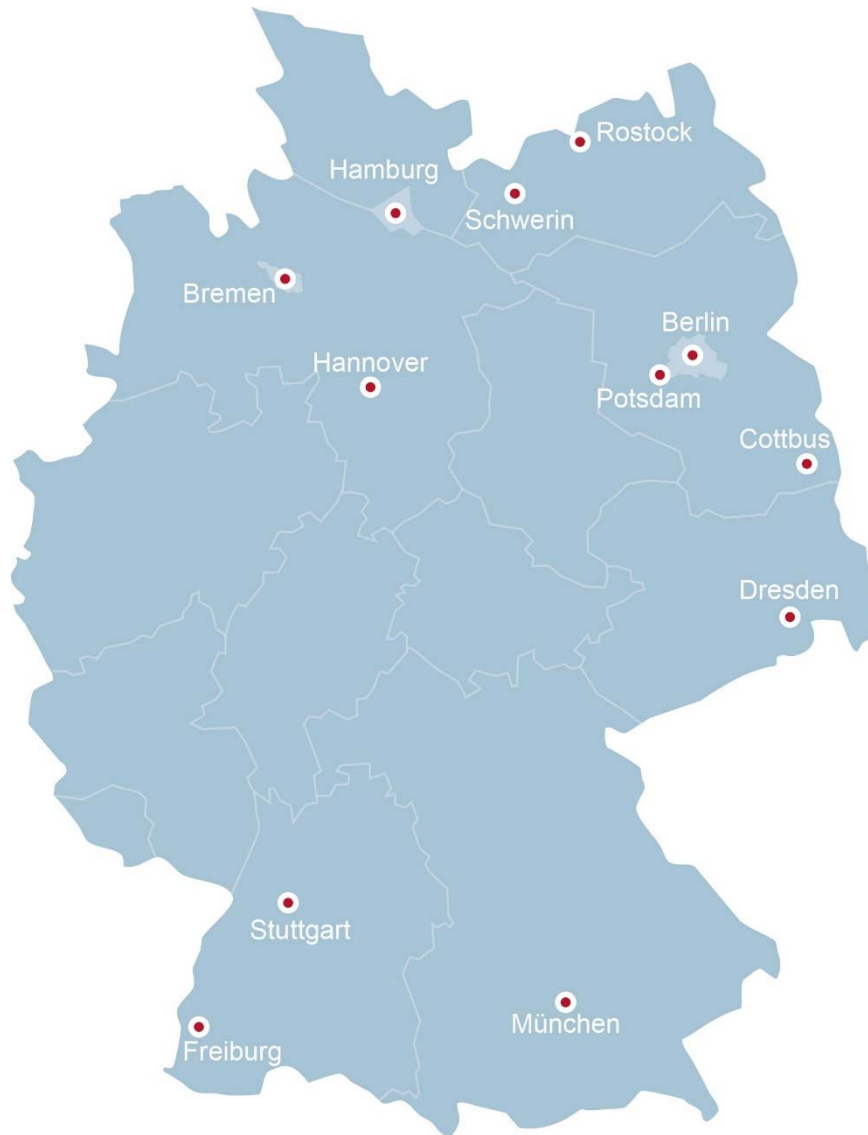 Rostock
Hamburg
Schwerin
Bremen
Berlin
Hannover
Potsdam
Cottbus
Dresden
Stuttgart
München
Freiburg